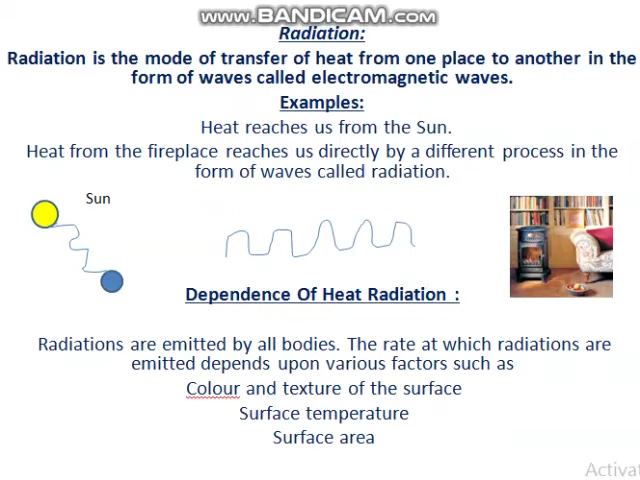 WWW.BANDICAM.COM
Radiation:
Radiation is the mode of transfer of heat from one place to another in the
form of waves called electromagnetic waves.
Examples:
Heat reaches us from the Sun.
Heat from the fireplace reaches us directly by a different process in the
form of waves called radiation.
Sun
Dependence Of Heat Radiation :
Radiations are emitted by all bodies. The rate at which radiations are
emitted depends upon various factors such as
Colour and texture of the surface
Surface temperature
Surface area
Activat